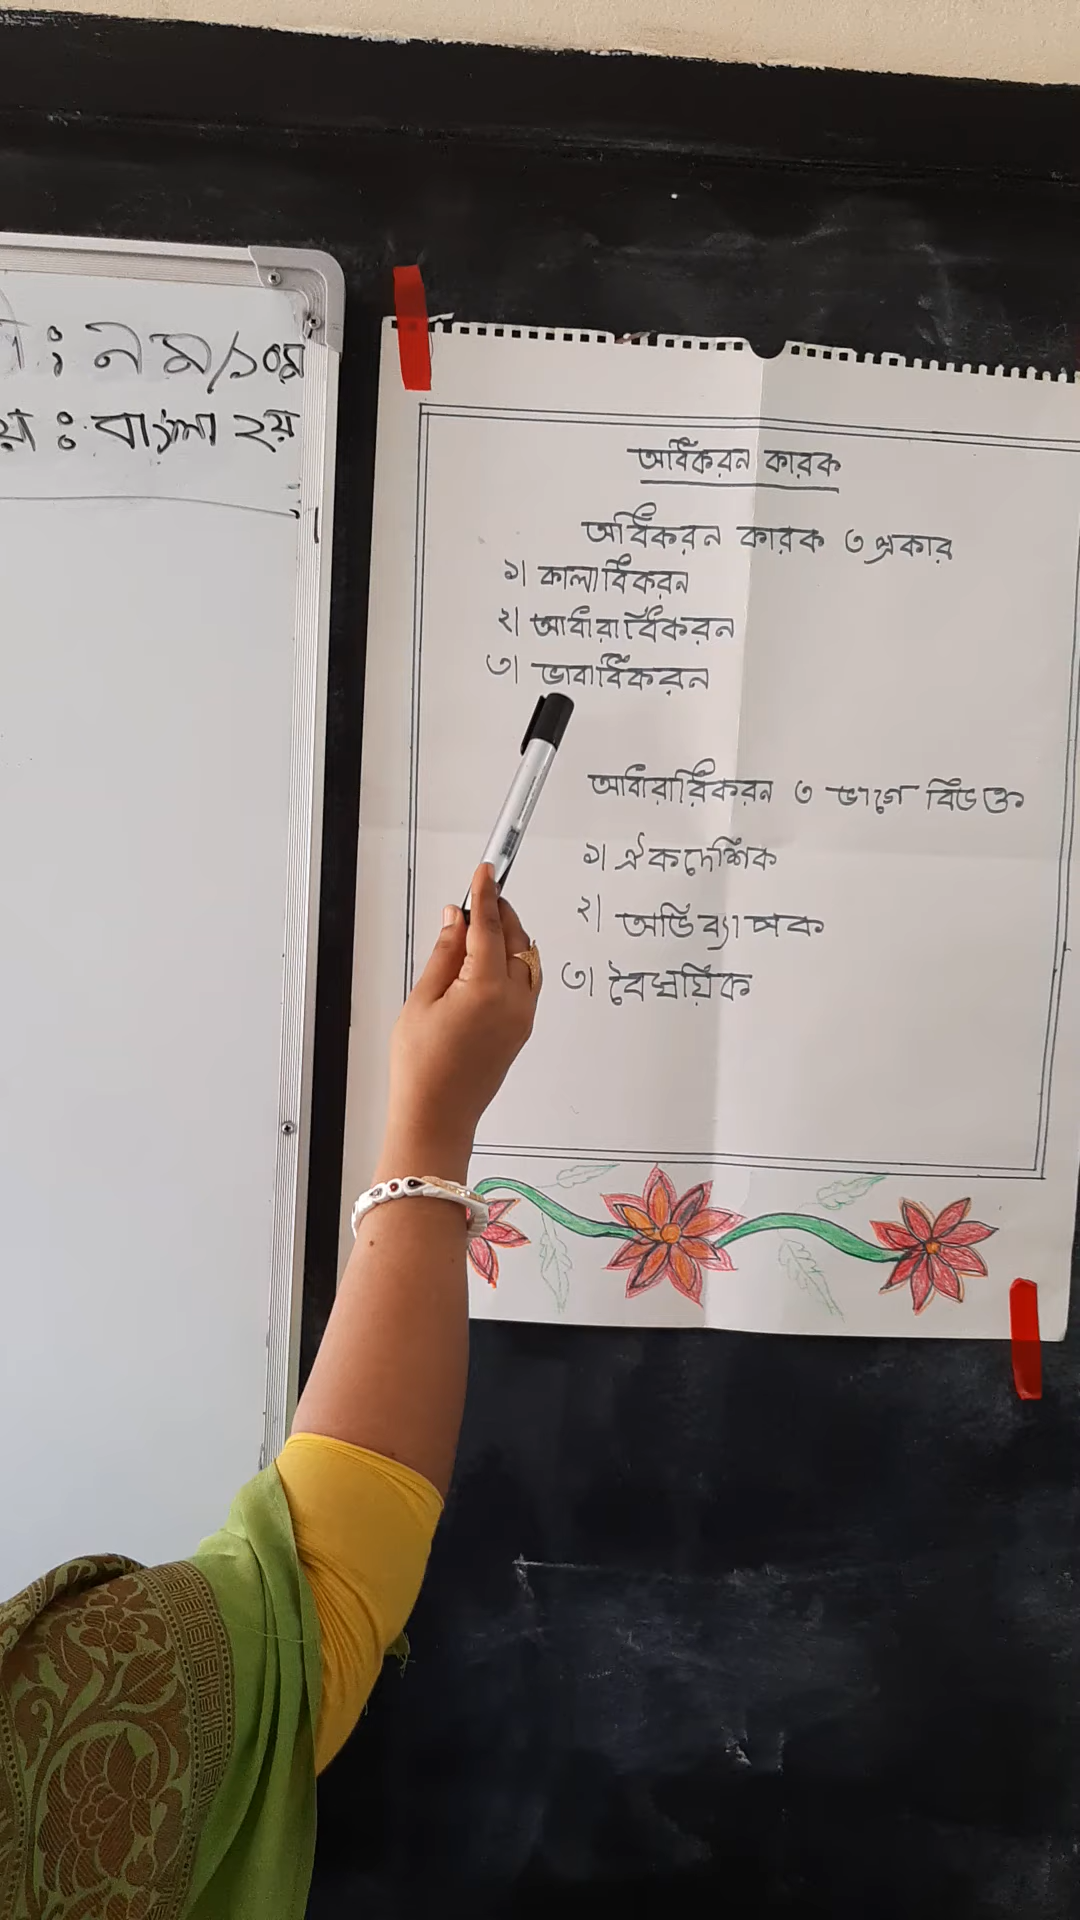 : ৯ম/১০ম
: বাংলা ২য়
অধিকরন কারক
অধিকরন কারক ৩ প্রকার
১| কালাধিকরন
২| আধারাধিকরন
৩| ভাবাধিকরন
আধারাধিকরন ৩ ভাগে বিভক্ত
১| ঐকদেশিক
২| অভিব্যাপক
৩| বৈষয়িক